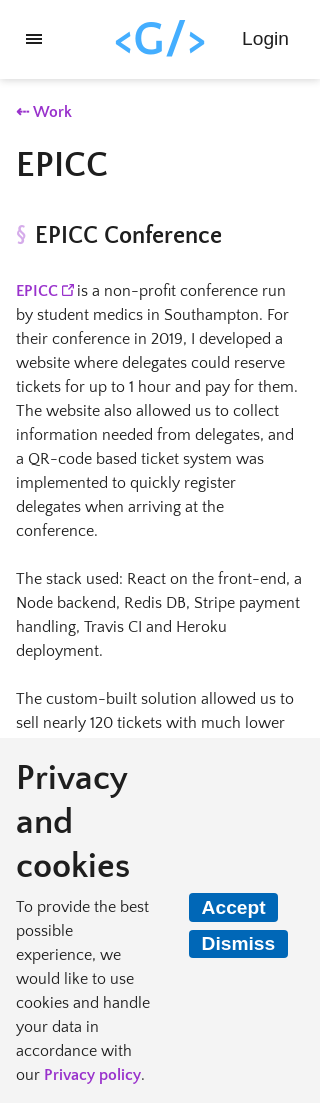 <G/>
Login
⇠ Work
EPICC
§ EPICC Conference
EPICC is a non-profit conference run
by student medics in Southampton. For
their conference in 2019, I developed a
website where delegates could reserve
tickets for up to 1 hour and pay for them.
The website also allowed us to collect
information needed from delegates, and
a QR-code based ticket system was
implemented to quickly register
delegates when arriving at the
conference.
The stack used: React on the front-end, a
Node backend, Redis DB, Stripe payment
handling, Travis CI and Heroku
deployment.
The custom-built solution allowed us to
sell nearly 120 tickets with much lower
Privacy
and
cookies
To provide the best
possible
experience, we
would like to use
cookies and handle
your data in
accordance with
our Privacy policy.
Accept
Dismiss